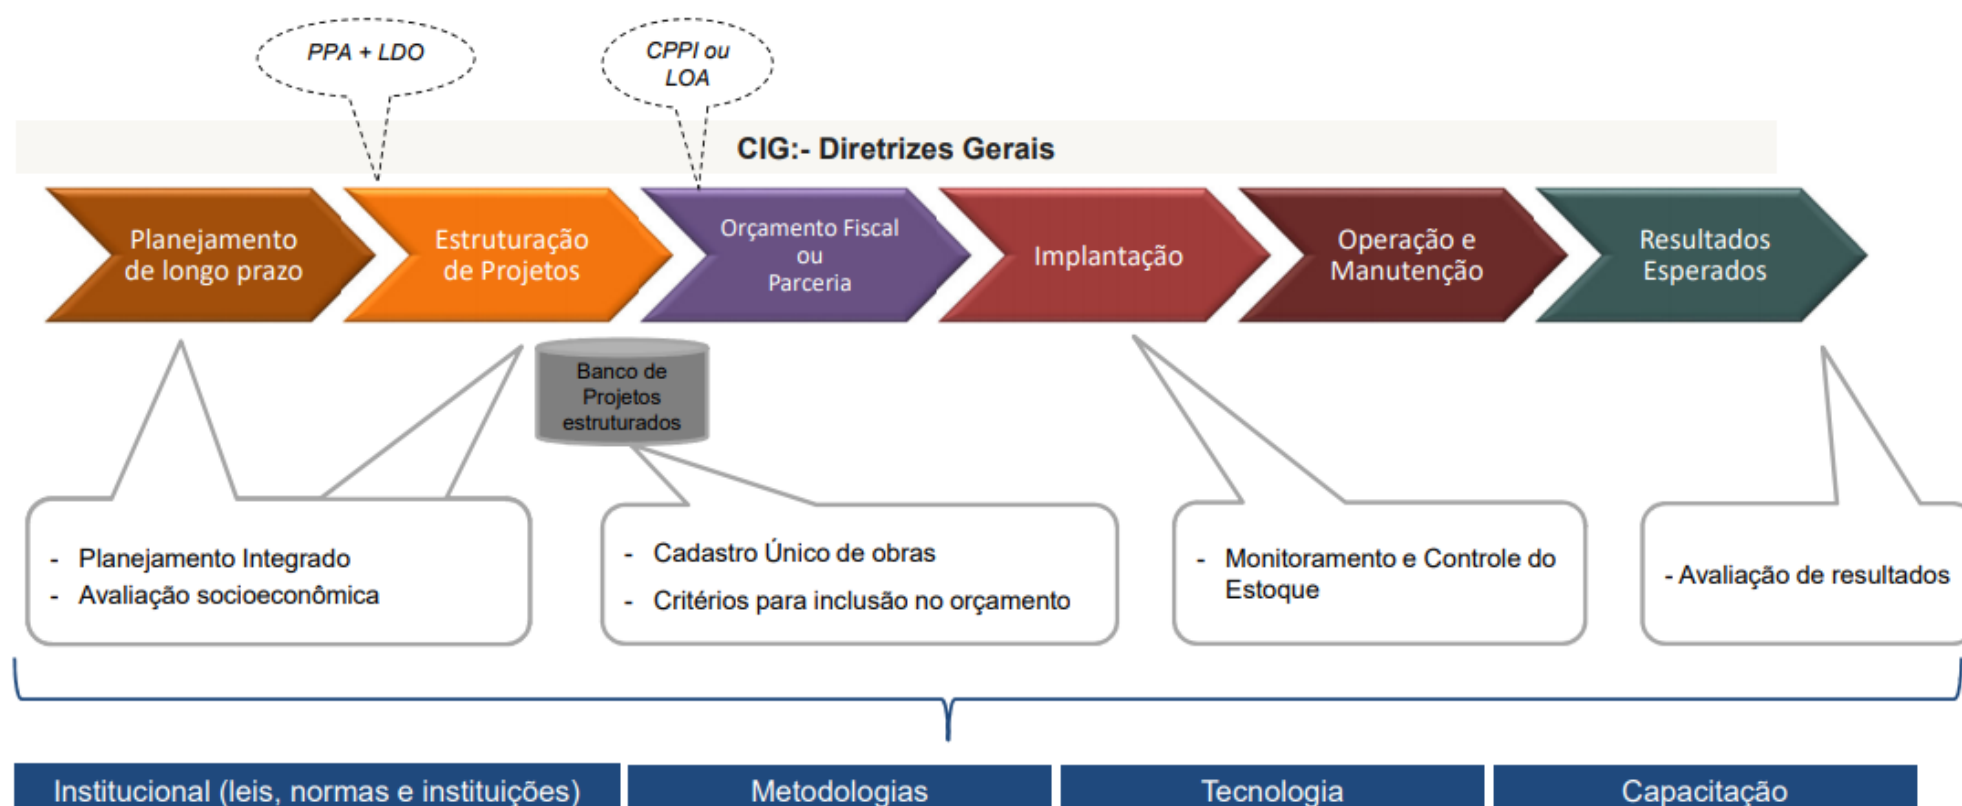 PPA + LDO
CPPI ou
LOA
CIG:- Diretrizes Gerais
Planejamento
de longo prazo
Estruturação
de Projetos
Orçamento Fiscal
ou
Parceria
Implantação
Operação e
Manutenção
Resultados
Esperados
Banco de
Projetos
estruturados
- Planejamento Integrado
- Avaliação socioeconômica
- Cadastro Único de obras
- Critérios para inclusão no orçamento
- Monitoramento e Controle do
Estoque
- Avaliação de resultados
Institucional (leis, normas e instituições)
Metodologias
Tecnologia
Capacitação